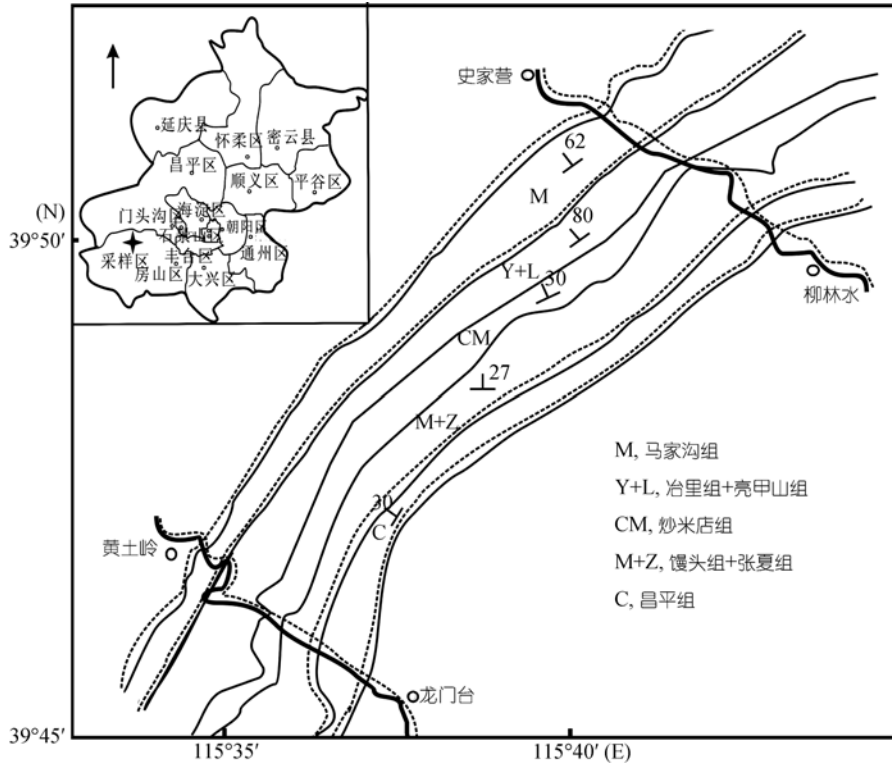 史家营
延庆县
怀柔区
密云县
昌平区
顺义区
平谷区
门头沟区
海淀区
朝阳区
石景山区
丰台区
通州区
采样区
房山区
大兴区
(N)
39°50'
39°45'
62
M
80
Y+L
30
CM
27
M+Z
30
C
柳林水
黄土岭
龙门台
M, 马家沟组
Y+L, 冶里组+亮甲山组
CM, 炒米店组
M+Z, 馒头组+张夏组
C, 昌平组
115°35'
115°40' (E)